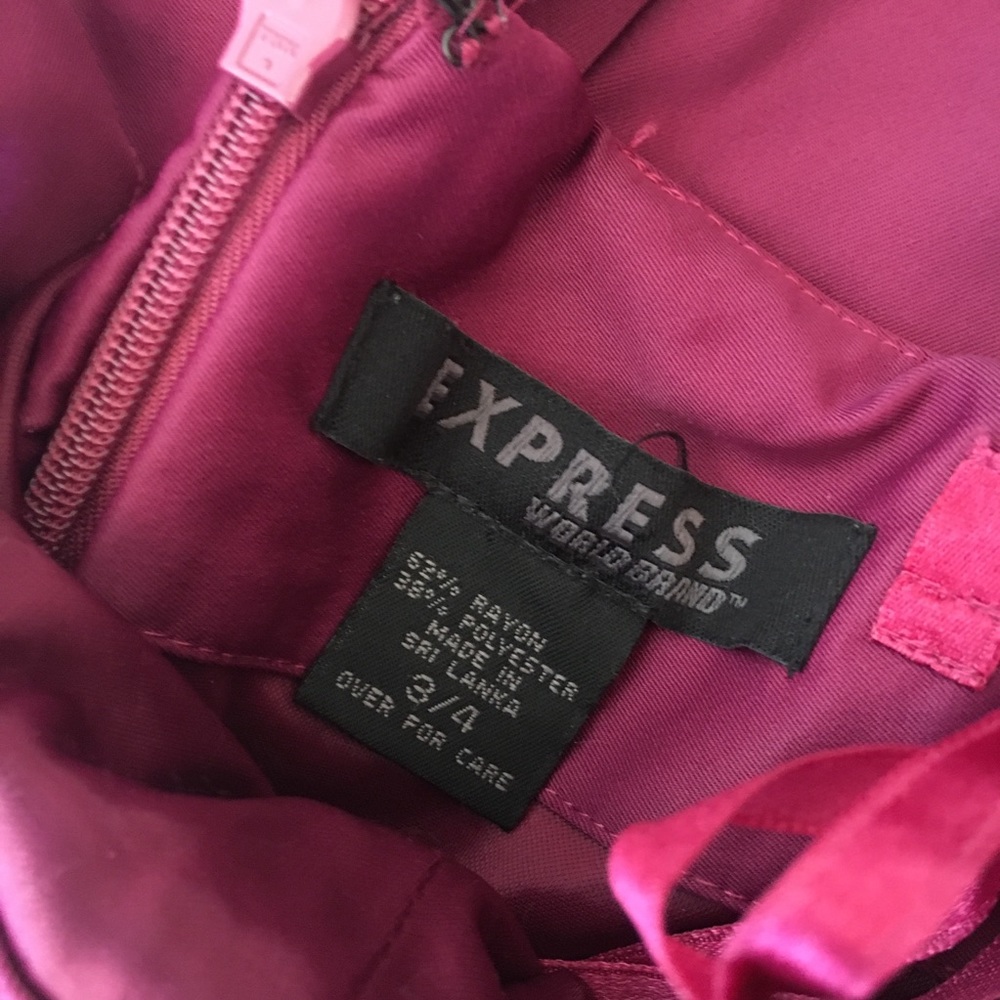 EXPRESS
WORLD BRAND™
62% RAYON
38% POLYESTER
MADE IN
SRI LANKA
3/4
OVER FOR CARE